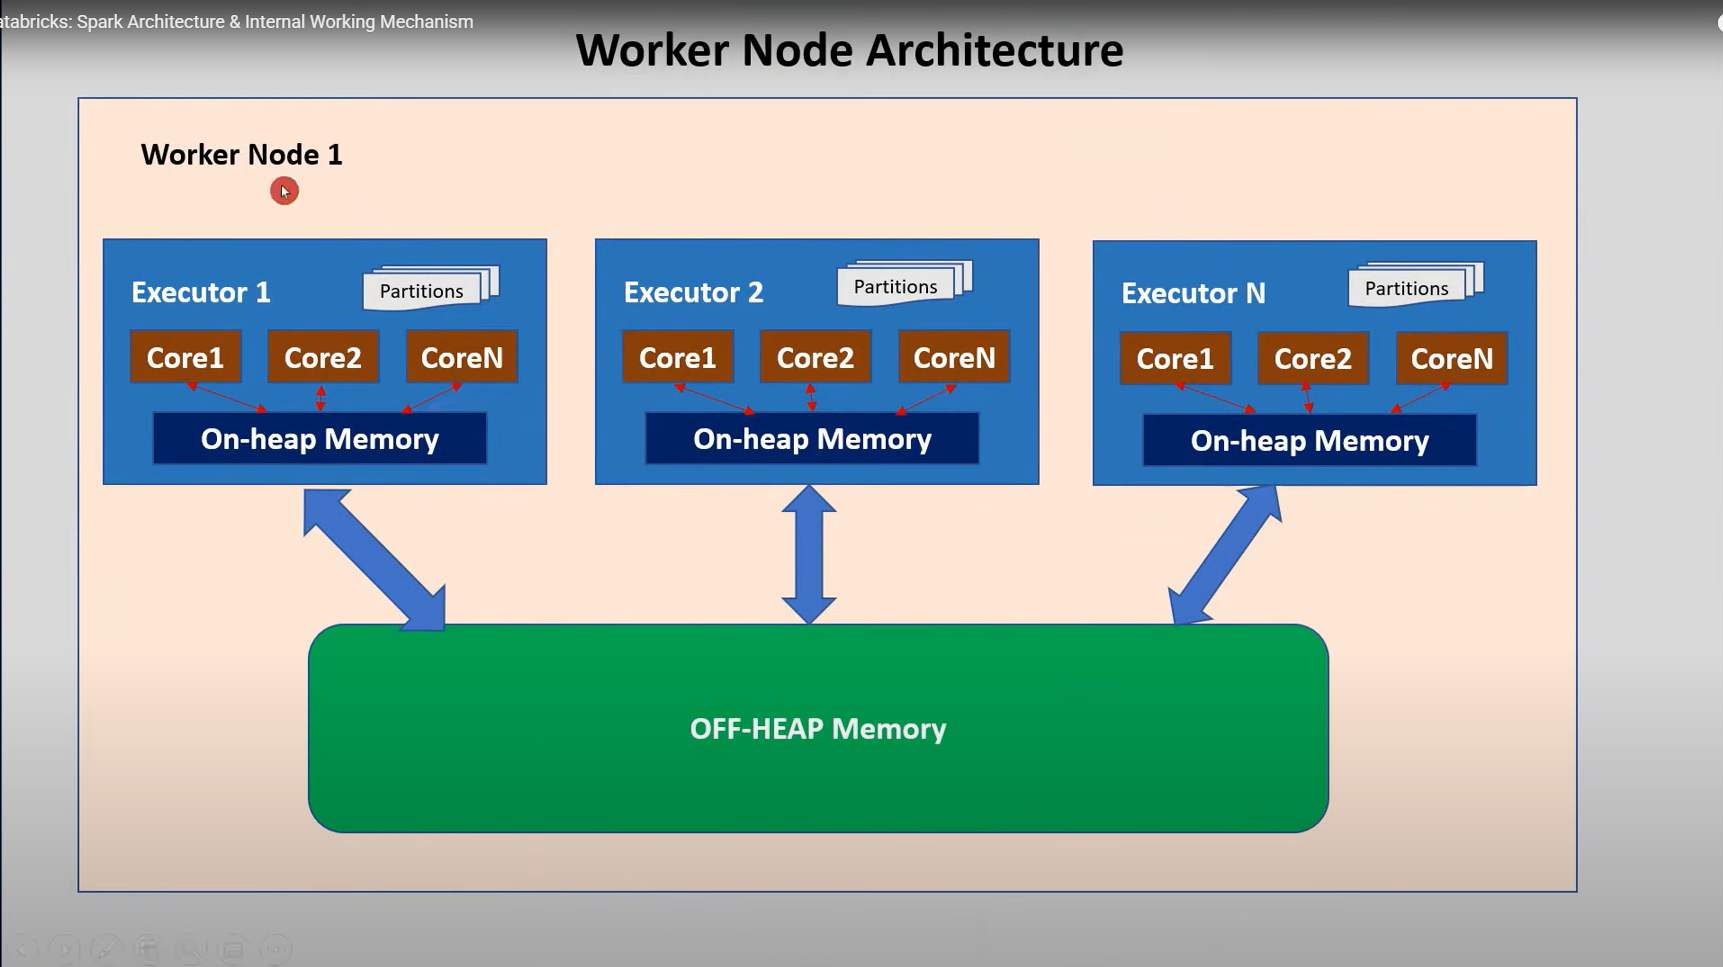 atabricks: Spark Architecture & Internal Working Mechanism
Worker Node Architecture
Worker Node 1
Executor 1
Partitions
Core1
Core2
CoreN
On-heap Memory
Executor 2
Partitions
Core1
Core2
CoreN
On-heap Memory
Executor N
Partitions
Core1
Core2
CoreN
On-heap Memory
OFF-HEAP Memory